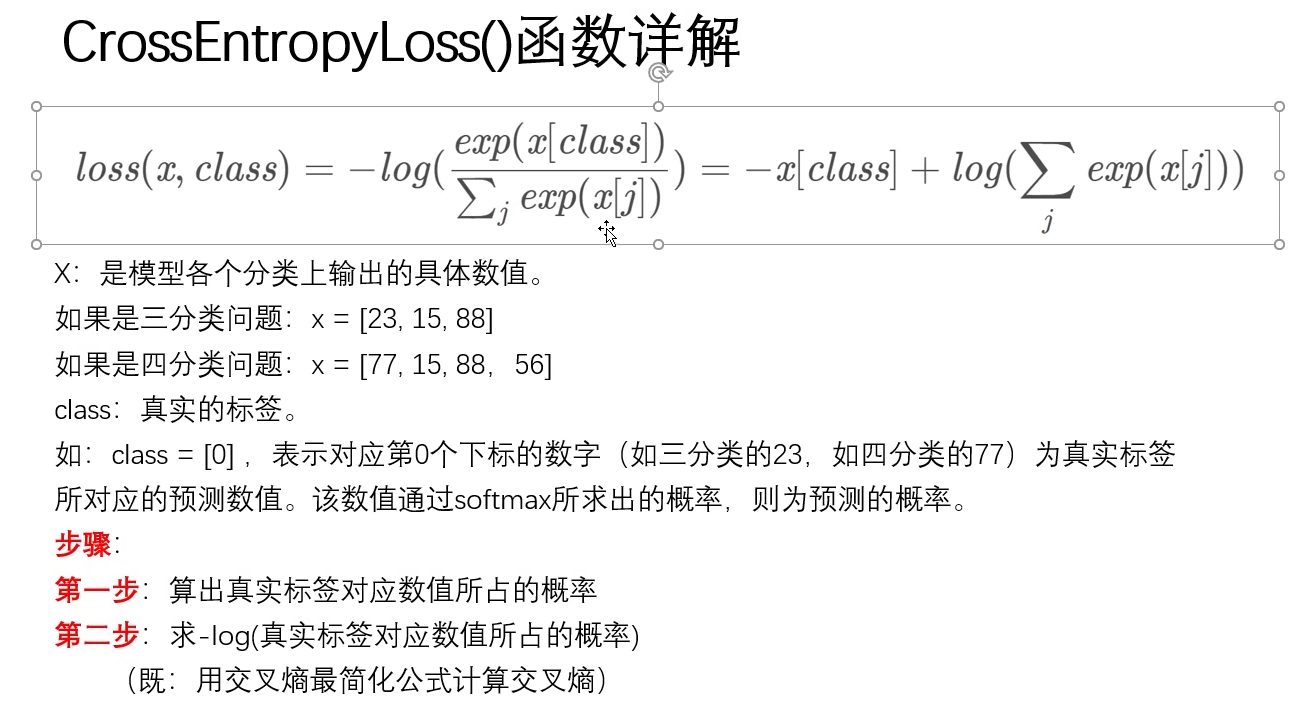 CrossEntropyLoss()函数详解
loss(x, class) = −log(exp(x[class]) / ∑_j exp(x[j])) = −x[class] + log(∑_j exp(x[j]))
X：是模型各个分类上输出的具体数值。
如果是三分类问题：x = [23, 15, 88]
如果是四分类问题：x = [77, 15, 88，56]
class：真实的标签。
如：class = [0] ，表示对应第0个下标的数字（如三分类的23，如四分类的77）为真实标签
所对应的预测数值。该数值通过softmax所求出的概率，则为预测的概率。
步骤：
第一步：算出真实标签对应数值所占的概率
第二步：求-log(真实标签对应数值所占的概率)
（既：用交叉熵最简化公式计算交叉熵）